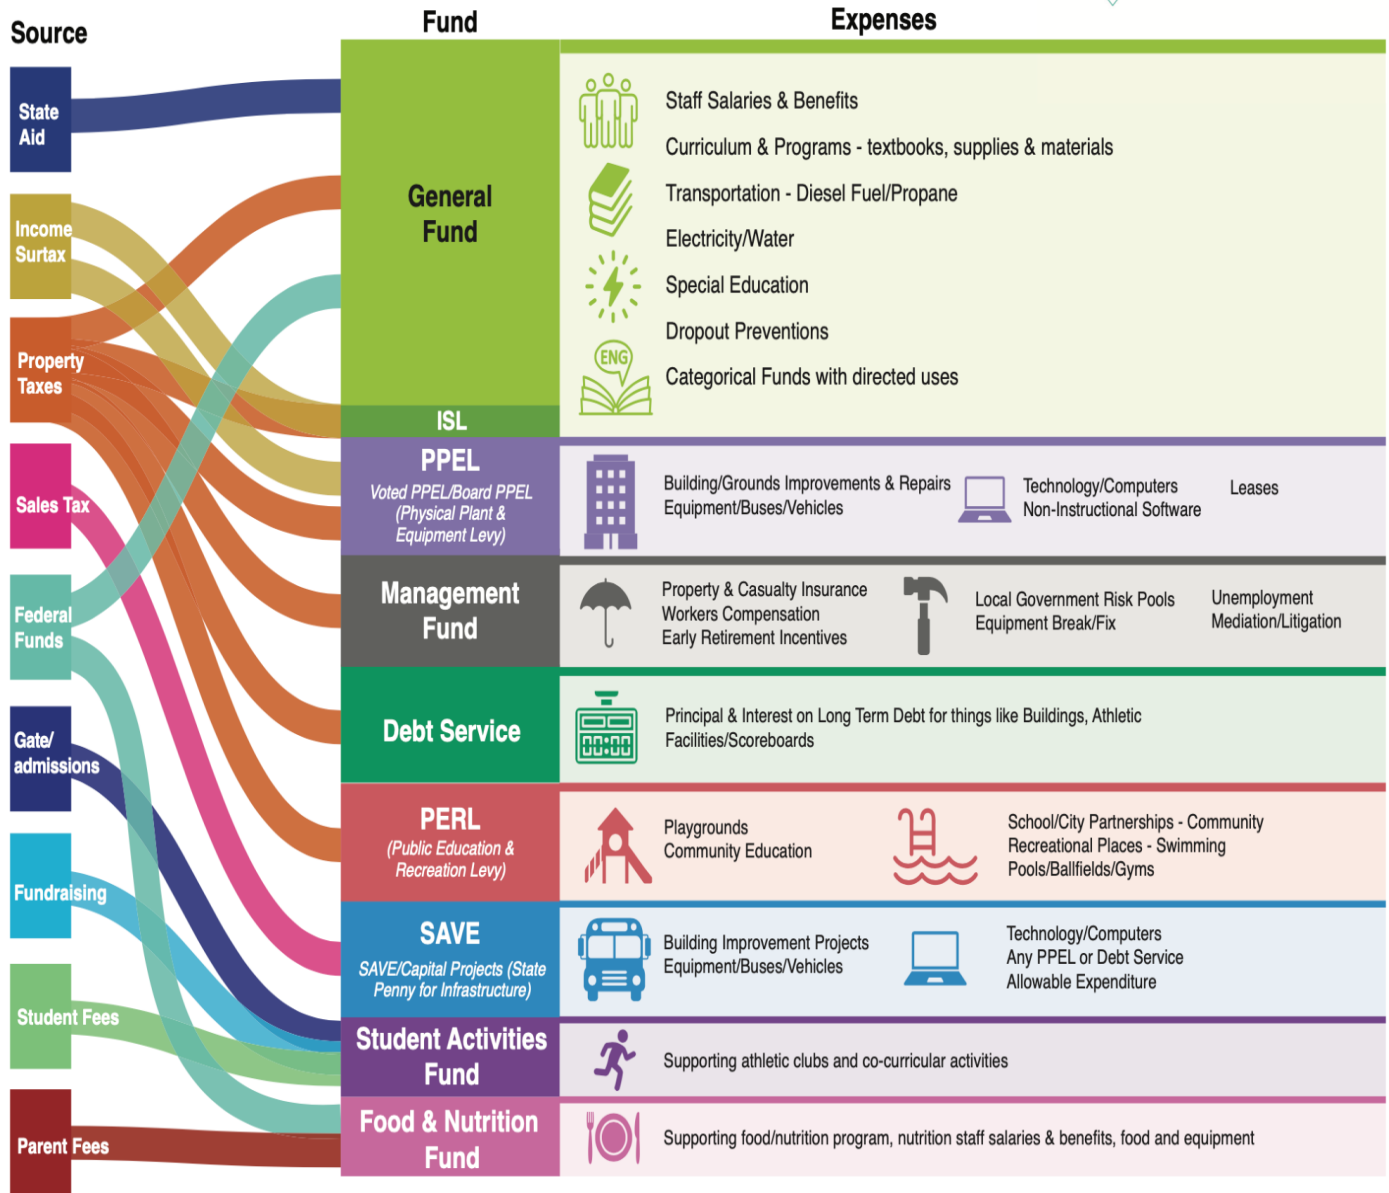 Source
Fund
Expenses
State
Aid
Income
Surtax
Property
Taxes
Sales Tax
Federal
Funds
Gate/
admissions
Fundraising
Student Fees
Parent Fees
General
Fund
ISL
Staff Salaries & Benefits
Curriculum & Programs - textbooks, supplies & materials
Transportation - Diesel Fuel/Propane
Electricity/Water
Special Education
Dropout Preventions
ENG
Categorical Funds with directed uses
PPEL
Voted PPEL/Board PPEL
(Physical Plant &
Equipment Levy)
Building/Grounds Improvements & Repairs
Equipment/Buses/Vehicles
Technology/Computers
Non-Instructional Software
Leases
Management
Fund
Property & Casualty Insurance
Workers Compensation
Early Retirement Incentives
Local Government Risk Pools
Equipment Break/Fix
Unemployment
Mediation/Litigation
Debt Service
00:00
Principal & Interest on Long Term Debt for things like Buildings, Athletic
Facilities/Scoreboards
PERL
(Public Education &
Recreation Levy)
Playgrounds
Community Education
School/City Partnerships - Community
Recreational Places - Swimming
Pools/Ballfields/Gyms
SAVE
SAVE/Capital Projects (State
Penny for Infrastructure)
Building Improvement Projects
Equipment/Buses/Vehicles
Technology/Computers
Any PPEL or Debt Service
Allowable Expenditure
Student Activities
Fund
Supporting athletic clubs and co-curricular activities
Food & Nutrition
Fund
Supporting food/nutrition program, nutrition staff salaries & benefits, food and equipment